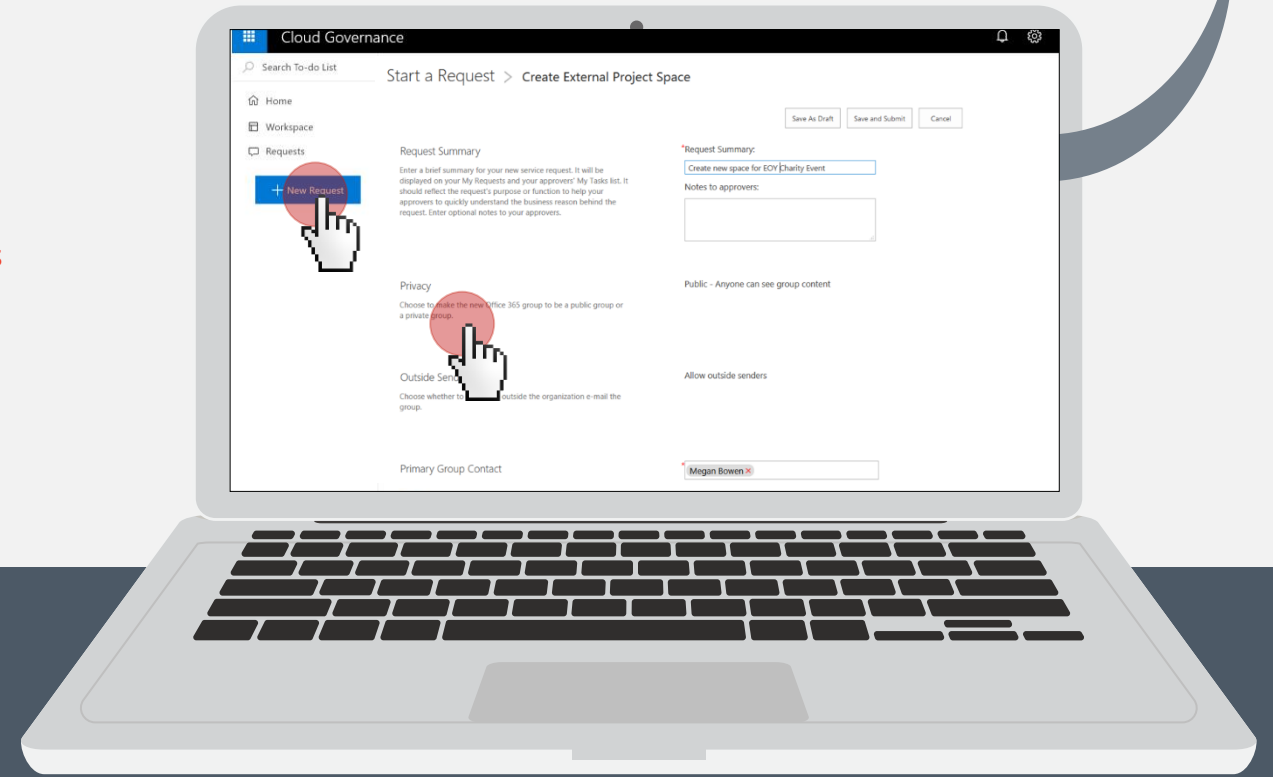 Cloud Governance
Search To-do List
Start a Request > Create External Project Space
Home
Workspace
Requests
+ New Request
Save As Draft
Save and Submit
Cancel
Request Summary
Enter a brief summary for your new service request. It will be
displayed on your My Requests and your approvers' My Tasks list. It
should reflect the request's purpose or function to help your
approvers to quickly understand the business reason behind the
request. Enter optional notes to your approvers.
*Request Summary:
Create new space for EOY Charity Event
Notes to approvers:
Privacy
Choose to make the new Office 365 group to be a public group or
a private group.
Public - Anyone can see group content
Outside Sen
Choose whether to outside the organization e-mail the
group.
Allow outside senders
Primary Group Contact
* Megan Bowen ×